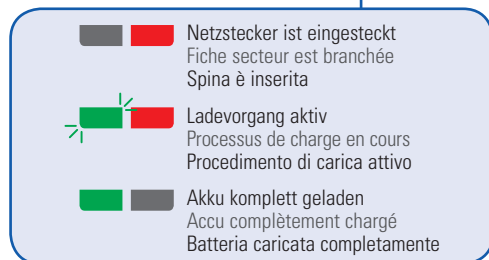 Netzstecker ist eingesteckt
Fiche secteur est branchée
Spina è inserita
Ladevorgang aktiv
Processus de charge en cours
Procedimento di carica attivo
Akku komplett geladen
Accu complètement chargé
Batteria caricata completamente